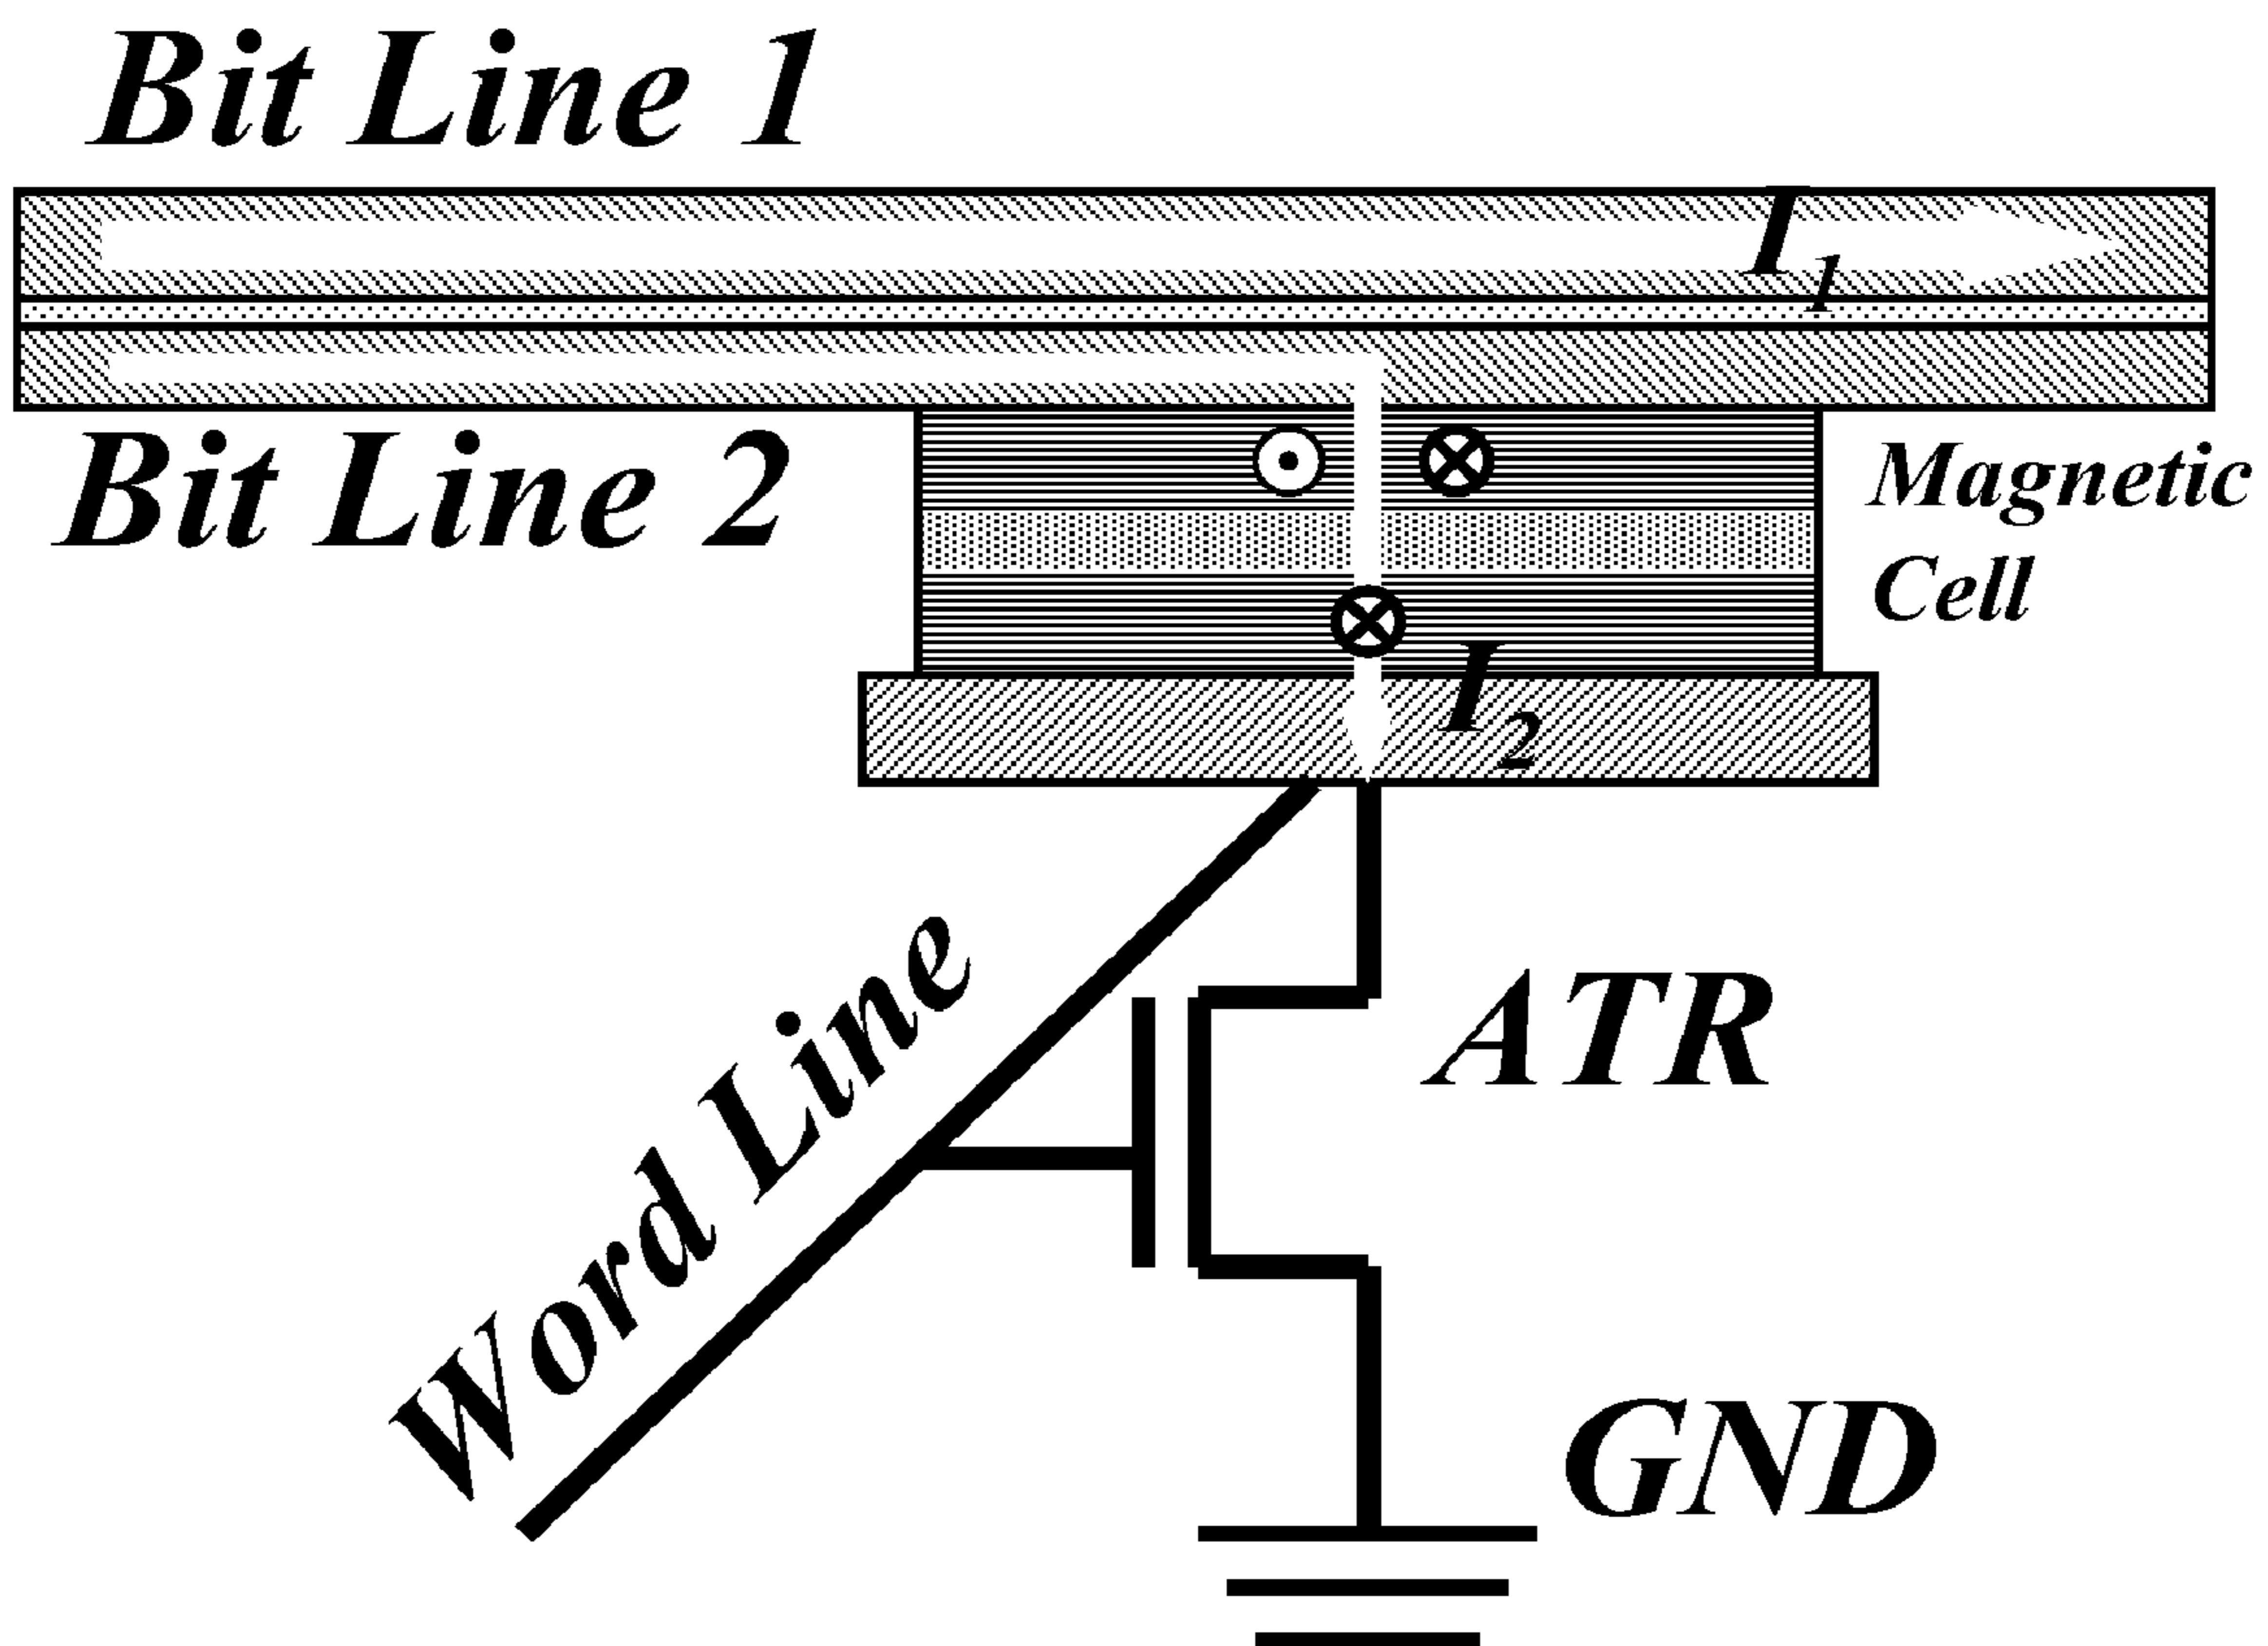 Bit Line 1
I1
Bit Line 2
Magnetic
Cell
I2
Word Line
ATR
GND